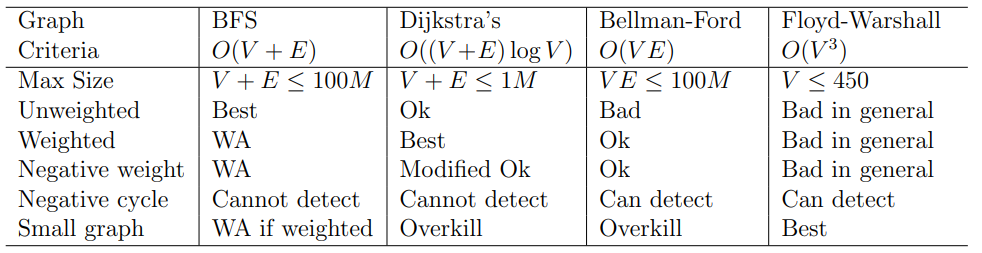 Graph BFS Dijkstra's Bellman-Ford Floyd-Warshall
Criteria O(V + E) O((V+E) log V) O(VE) O(V³)
Max Size V + E ≤ 100M V + E ≤ 1M VE ≤ 100M V ≤ 450
Unweighted Best Ok Bad Bad in general
Weighted WA Best Ok Bad in general
Negative weight WA Modified Ok Ok Bad in general
Negative cycle Cannot detect Cannot detect Can detect Can detect
Small graph WA if weighted Overkill Overkill Best